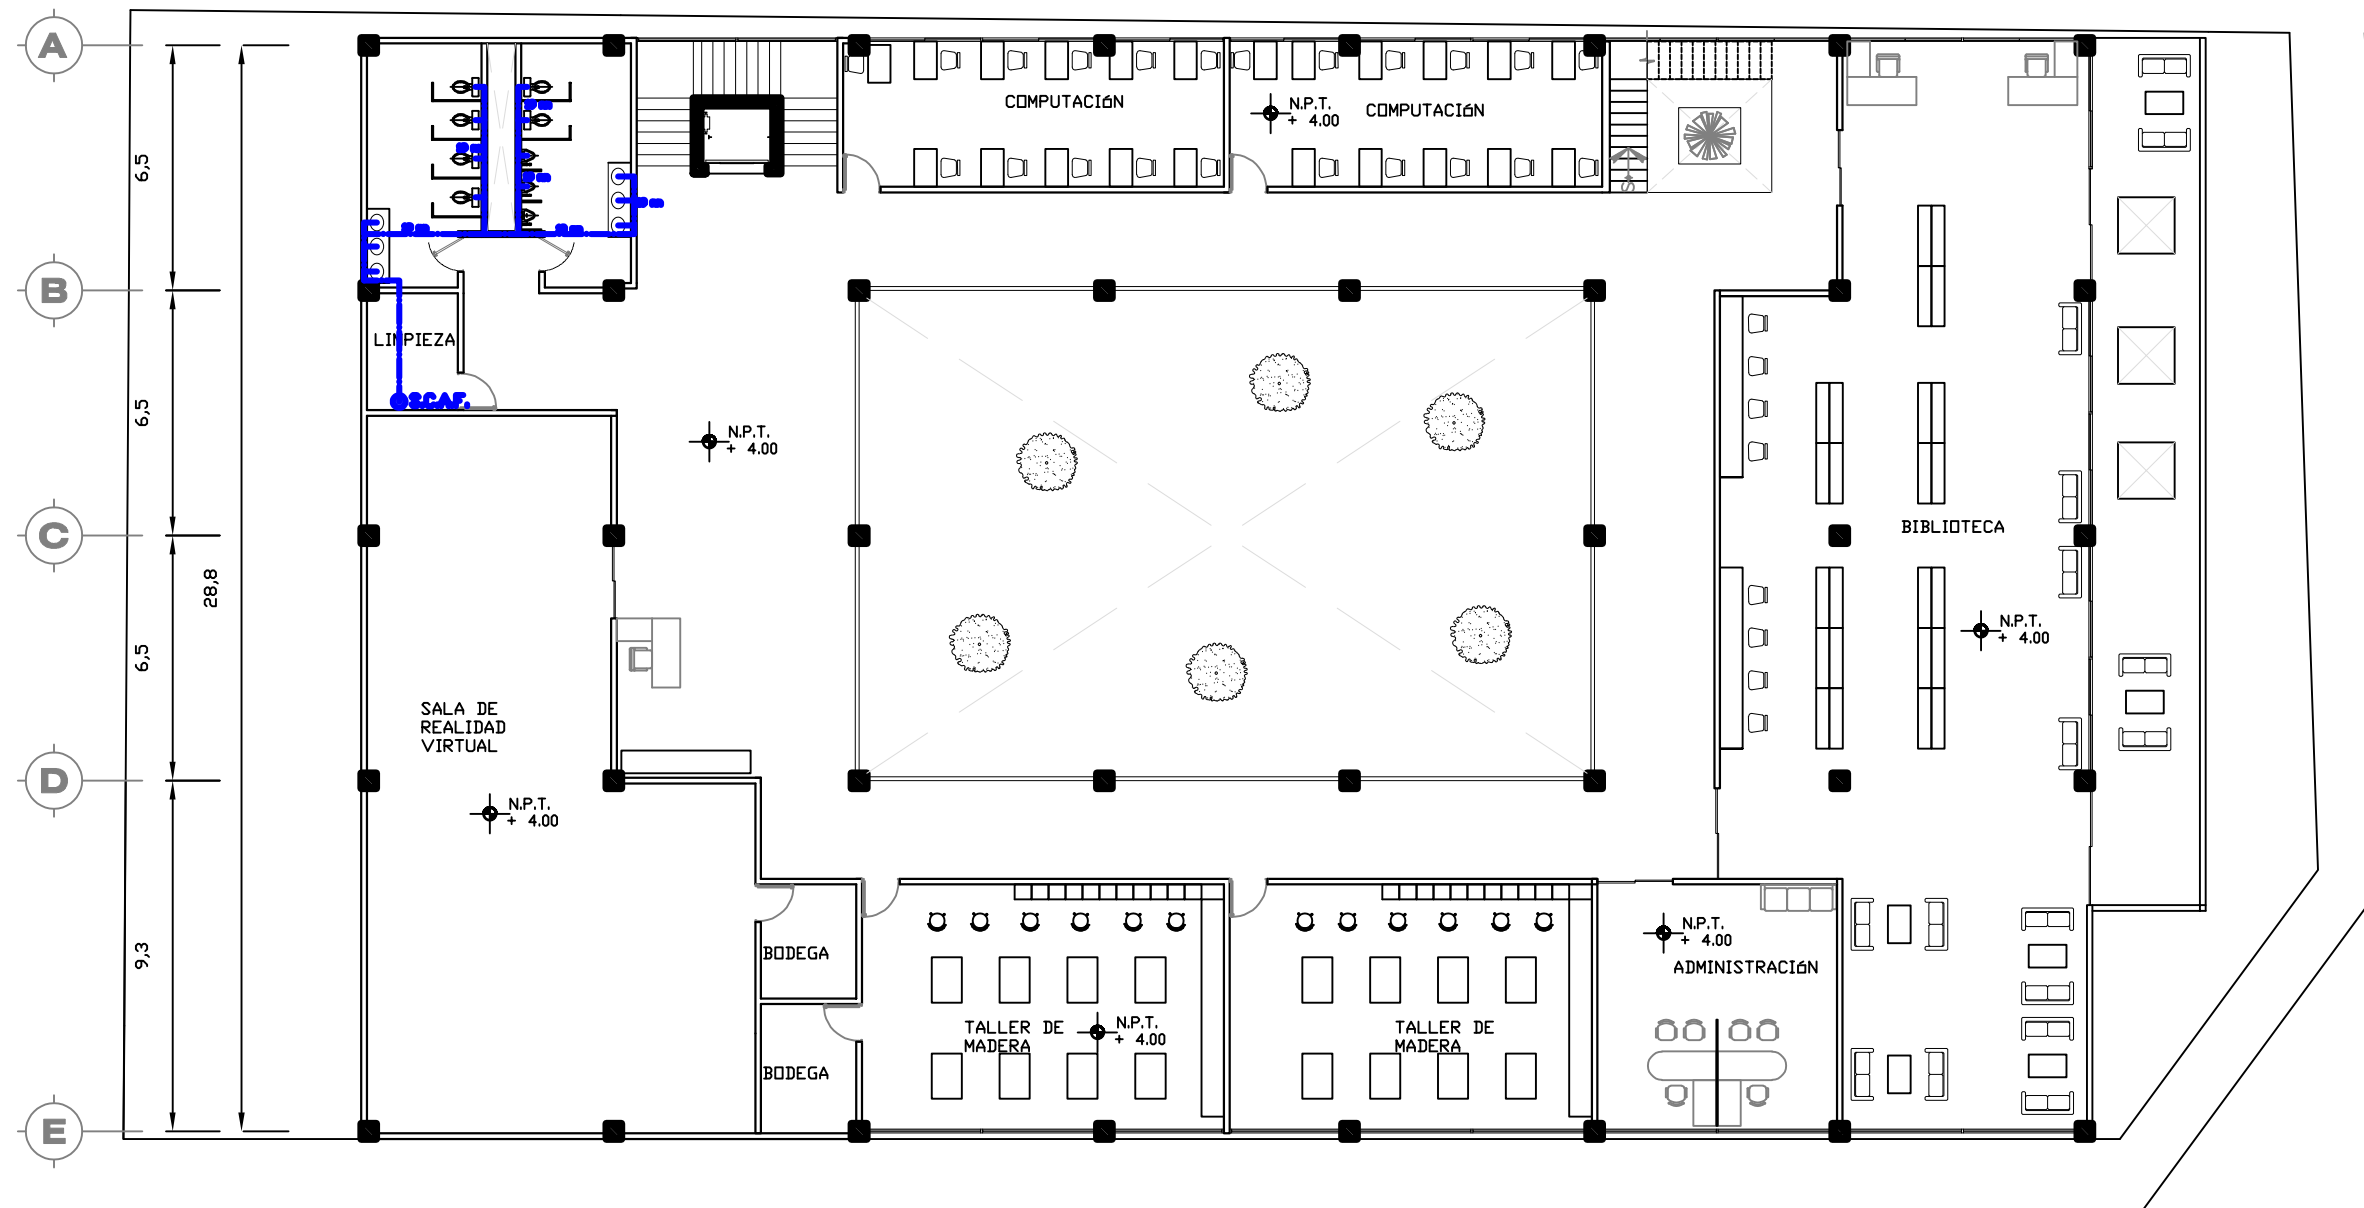 A
COMPUTACIÓN
N.P.T.
+ 4.00
COMPUTACIÓN
6,5
S
B
LIMPIEZA
S.C.A.F.
6,5
N.P.T.
+ 4.00
C
BIBLIOTECA
28,8
N.P.T.
+ 4.00
6,5
SALA DE
REALIDAD
VIRTUAL
D
N.P.T.
+ 4.00
9,3
BODEGA
N.P.T.
+ 4.00
ADMINISTRACIÓN
TALLER DE
MADERA
N.P.T.
+ 4.00
TALLER DE
MADERA
BODEGA
E